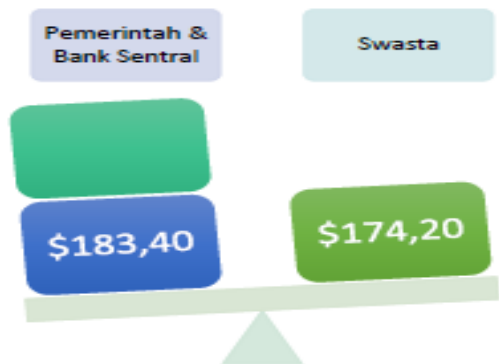 Pemerintah &
Bank Sentral
Swasta
$183,40
$174,20